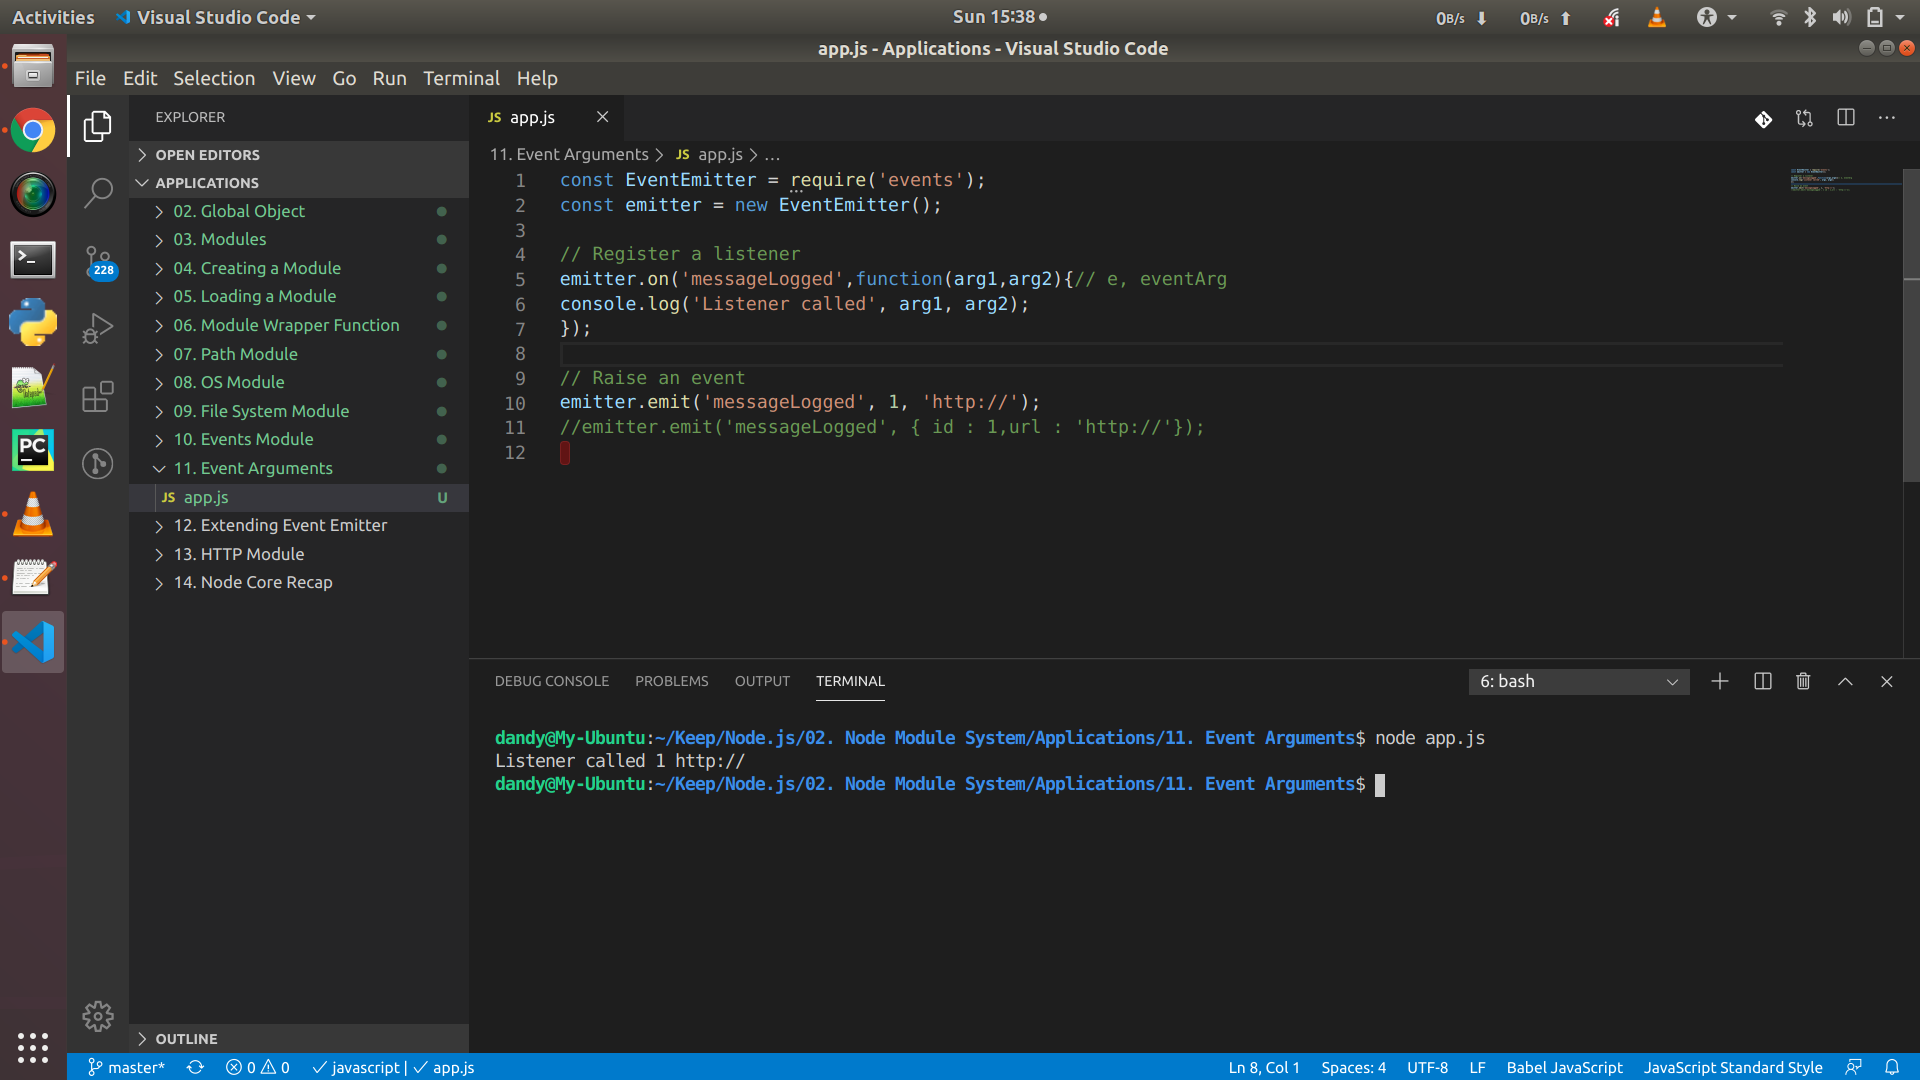 Activities Visual Studio Code Sun 15:38 0B/s 0B/s
app.js - Applications - Visual Studio Code
File Edit Selection View Go Run Terminal Help
EXPLORER
OPEN EDITORS
APPLICATIONS
02. Global Object
03. Modules
04. Creating a Module
05. Loading a Module
06. Module Wrapper Function
07. Path Module
08. OS Module
09. File System Module
10. Events Module
11. Event Arguments
JS app.js U
12. Extending Event Emitter
13. HTTP Module
14. Node Core Recap
OUTLINE
228
PC
JS app.js
11. Event Arguments > JS app.js > ...
1 const EventEmitter = require('events');
2 const emitter = new EventEmitter();
3
4 // Register a listener
5 emitter.on('messageLogged',function(arg1,arg2){// e, eventArg
6 console.log('Listener called', arg1, arg2);
7 });
8
9 // Raise an event
10 emitter.emit('messageLogged', 1, 'http://');
11 //emitter.emit('messageLogged', { id : 1,url : 'http://'});
12
DEBUG CONSOLE PROBLEMS OUTPUT TERMINAL 6: bash
dandy@My-Ubuntu:~/Keep/Node.js/02. Node Module System/Applications/11. Event Arguments$ node app.js
Listener called 1 http://
dandy@My-Ubuntu:~/Keep/Node.js/02. Node Module System/Applications/11. Event Arguments$
master* 0 0 javascript | app.js Ln 8, Col 1 Spaces: 4 UTF-8 LF Babel JavaScript JavaScript Standard Style